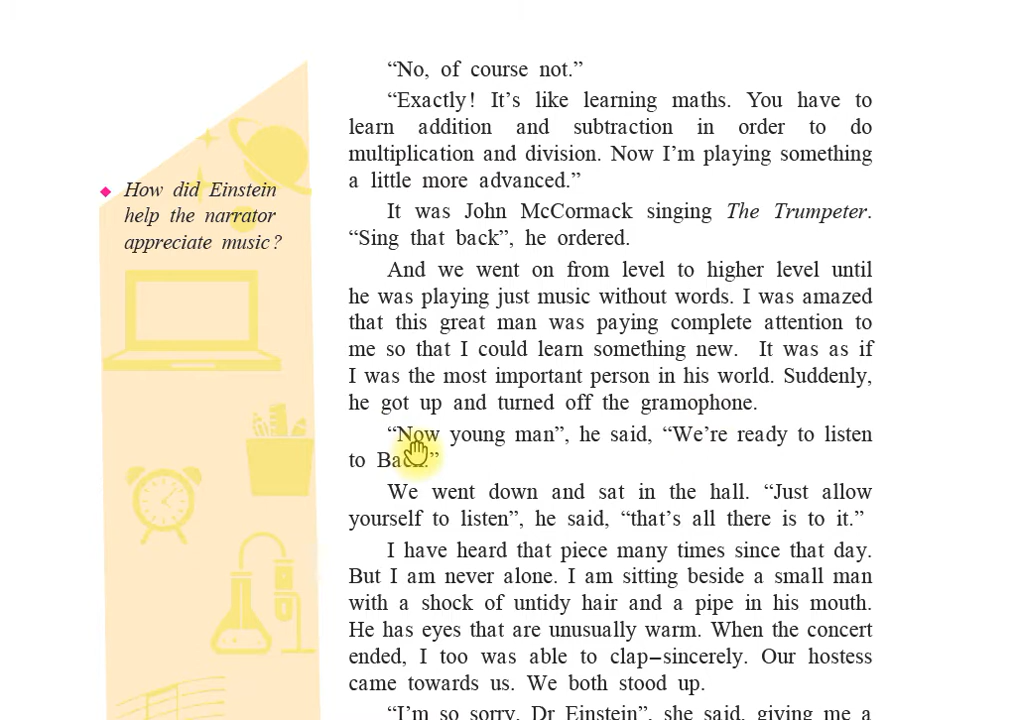 “No, of course not.”
“Exactly! It’s like learning maths. You have to
learn addition and subtraction in order to do
multiplication and division. Now I’m playing something
a little more advanced.”
How did Einstein
help the narrator
appreciate music?
It was John McCormack singing The Trumpeter.
“Sing that back”, he ordered.
And we went on from level to higher level until
he was playing just music without words. I was amazed
that this great man was paying complete attention to
me so that I could learn something new. It was as if
I was the most important person in his world. Suddenly,
he got up and turned off the gramophone.
“Now young man”, he said, “We’re ready to listen
to
We went down and sat in the hall. “Just allow
yourself to listen”, he said, “that’s all there is to it.”
I have heard that piece many times since that day.
But I am never alone. I am sitting beside a small man
with a shock of untidy hair and a pipe in his mouth.
He has eyes that are unusually warm. When the concert
ended, I too was able to clap–sincerely. Our hostess
came towards us. We both stood up.
“I’m so sorry, Dr Einstein”, she said, giving me a